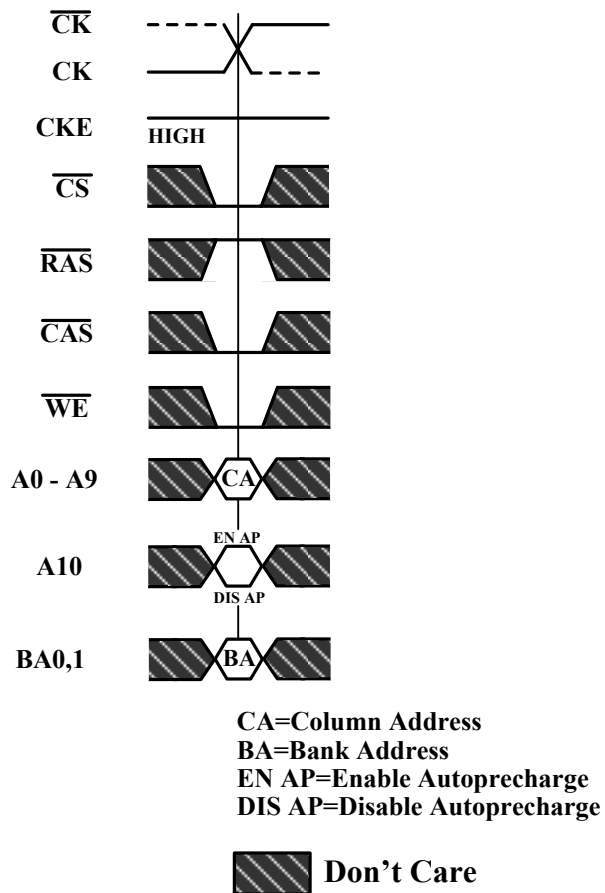 CK
CK
CKE
HIGH
CS
RAS
CAS
WE
A0 - A9
CA
EN AP
A10
DIS AP
BA0,1
BA
CA=Column Address
BA=Bank Address
EN AP=Enable Autoprecharge
DIS AP=Disable Autoprecharge
Don't Care